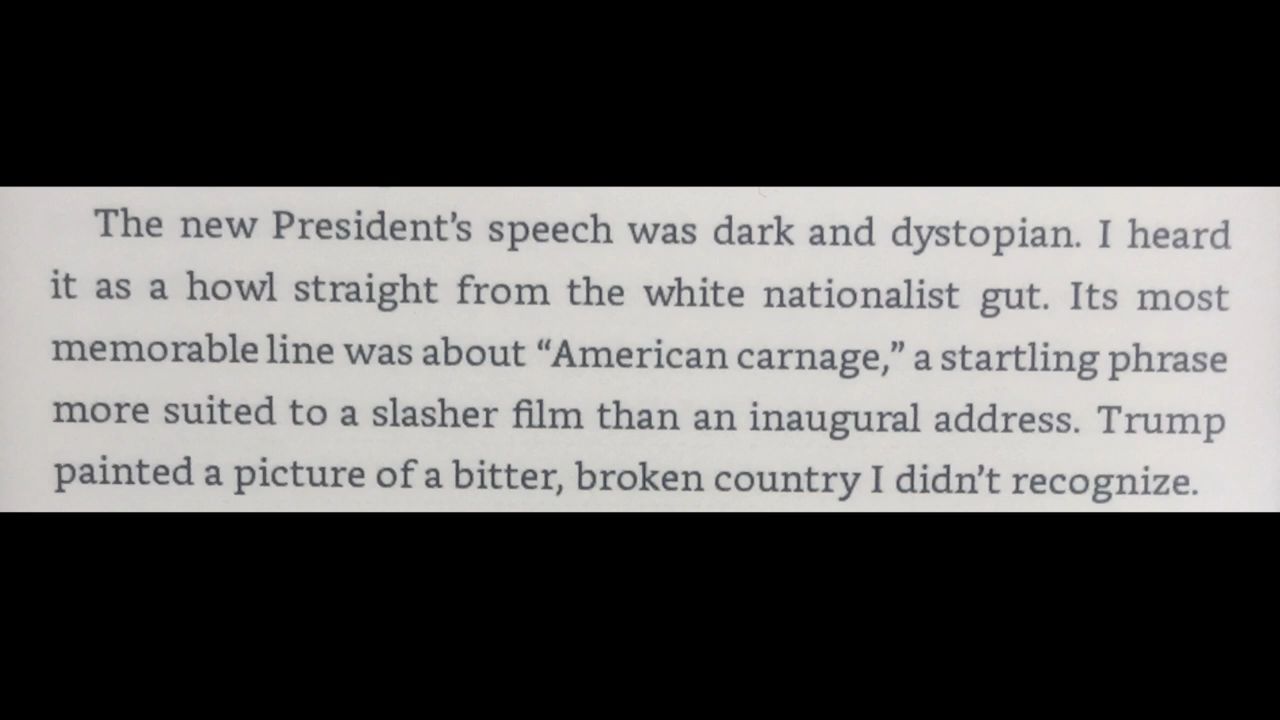 The new President’s speech was dark and dystopian. I heard
it as a howl straight from the white nationalist gut. Its most
memorable line was about “American carnage,” a startling phrase
more suited to a slasher film than an inaugural address. Trump
painted a picture of a bitter, broken country I didn’t recognize.